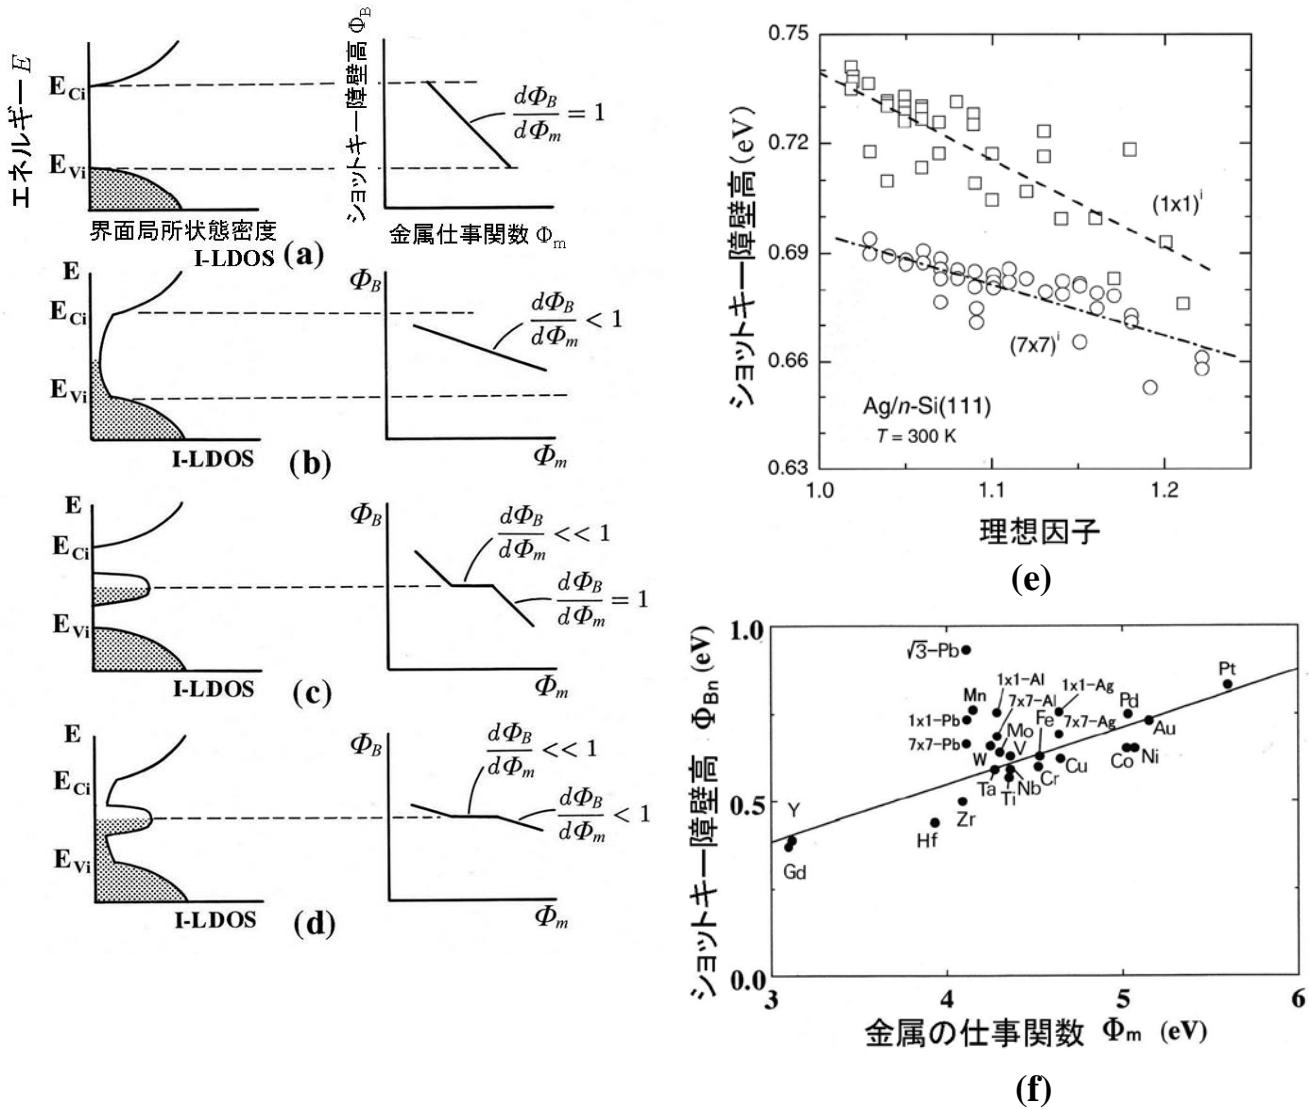 エネルギー E
E_Ci
E_Vi
界面局所状態密度
I-LDOS
(a)
ショットキー障壁高 Φ_B
dΦ_B/dΦ_m = 1
金属仕事関数 Φ_m
E
E_Ci
E_Vi
I-LDOS
(b)
Φ_B
dΦ_B/dΦ_m < 1
Φ_m
E
E_Ci
E_Vi
I-LDOS
(c)
Φ_B
dΦ_B/dΦ_m << 1
dΦ_B/dΦ_m = 1
Φ_m
E
E_Ci
E_Vi
I-LDOS
(d)
Φ_B
dΦ_B/dΦ_m << 1
dΦ_B/dΦ_m < 1
Φ_m
ショットキー障壁高(eV)
0.75
0.72
0.69
0.66
0.63
(1x1)^i
(7x7)^i
Ag/n-Si(111)
T = 300 K
1.0 1.1 1.2
理想因子
(e)
ショットキー障壁高 Φ_Bn (eV)
1.0
0.5
0.0
√3-Pb
Mn
1x1-Al
7x7-Al
1x1-Ag
1x1-Pb
7x7-Pb
W
Mo
V
Fe
7x7-Ag
Pd
Pt
Au
Ta
Ti
Nb
Cr
Cu
Co
Ni
Y
Gd
Hf
Zr
3 4 5 6
金属の仕事関数 Φ_m (eV)
(f)